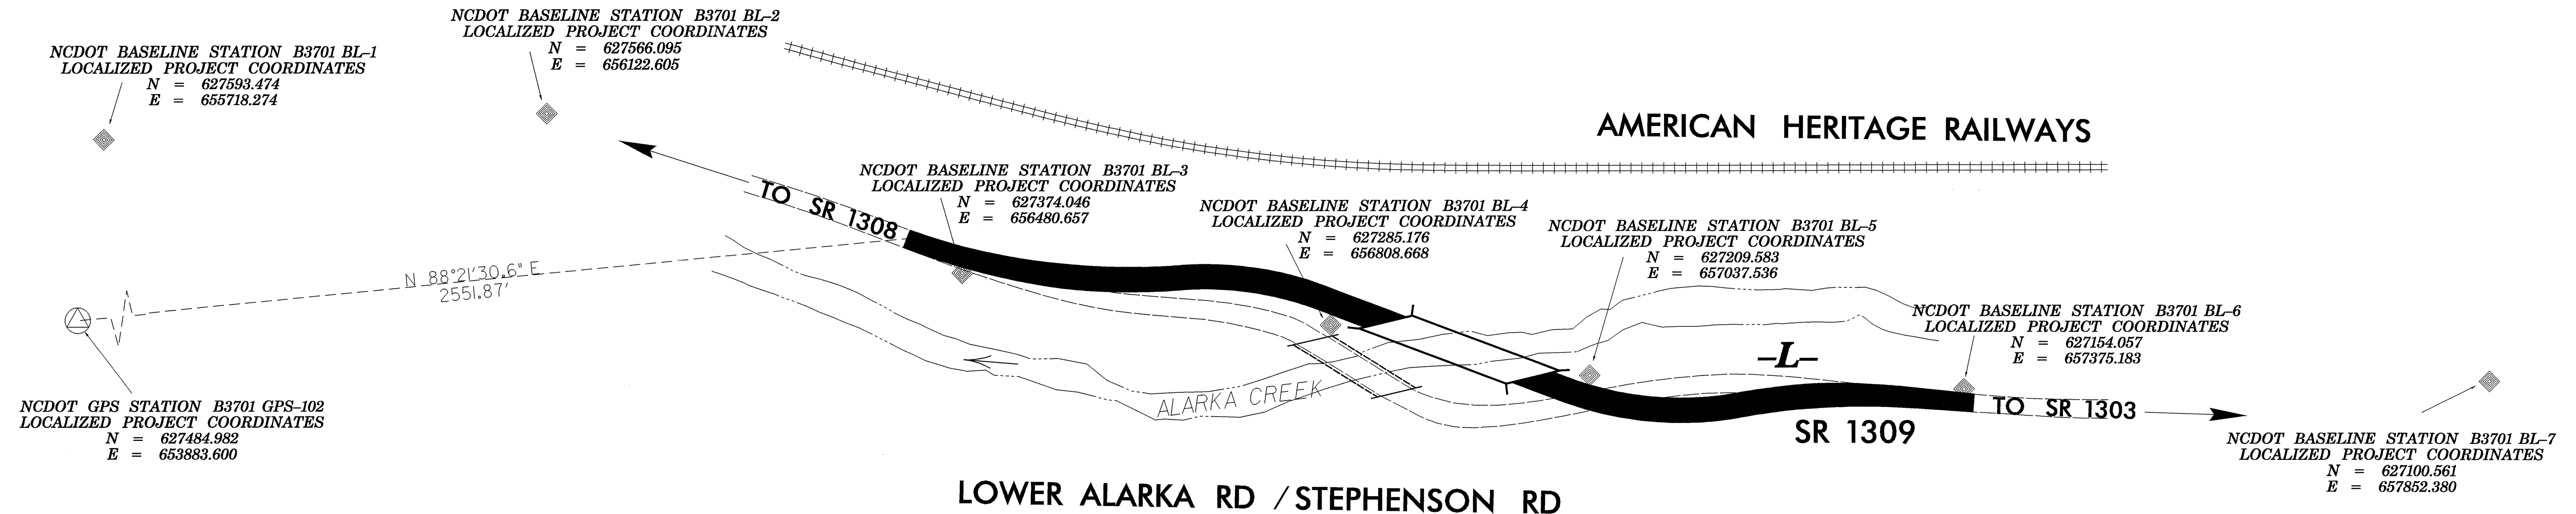 NCDOT BASELINE STATION B3701 BL-1
LOCALIZED PROJECT COORDINATES
N = 627593.474
E = 655718.274
NCDOT BASELINE STATION B3701 BL-2
LOCALIZED PROJECT COORDINATES
N = 627566.095
E = 656122.605
AMERICAN HERITAGE RAILWAYS
TO SR 1308
NCDOT BASELINE STATION B3701 BL-3
LOCALIZED PROJECT COORDINATES
N = 627374.046
E = 656480.657
NCDOT BASELINE STATION B3701 BL-4
LOCALIZED PROJECT COORDINATES
N = 627285.176
E = 656808.668
NCDOT BASELINE STATION B3701 BL-5
LOCALIZED PROJECT COORDINATES
N = 627209.583
E = 657037.536
N 88°21'30.6" E
2551.87'
NCDOT BASELINE STATION B3701 BL-6
LOCALIZED PROJECT COORDINATES
N = 627154.057
E = 657375.183
-L-
ALARKA CREEK
NCDOT GPS STATION B3701 GPS-102
LOCALIZED PROJECT COORDINATES
N = 627484.982
E = 653883.600
TO SR 1303
SR 1309
NCDOT BASELINE STATION B3701 BL-7
LOCALIZED PROJECT COORDINATES
N = 627100.561
E = 657852.380
LOWER ALARKA RD / STEPHENSON RD